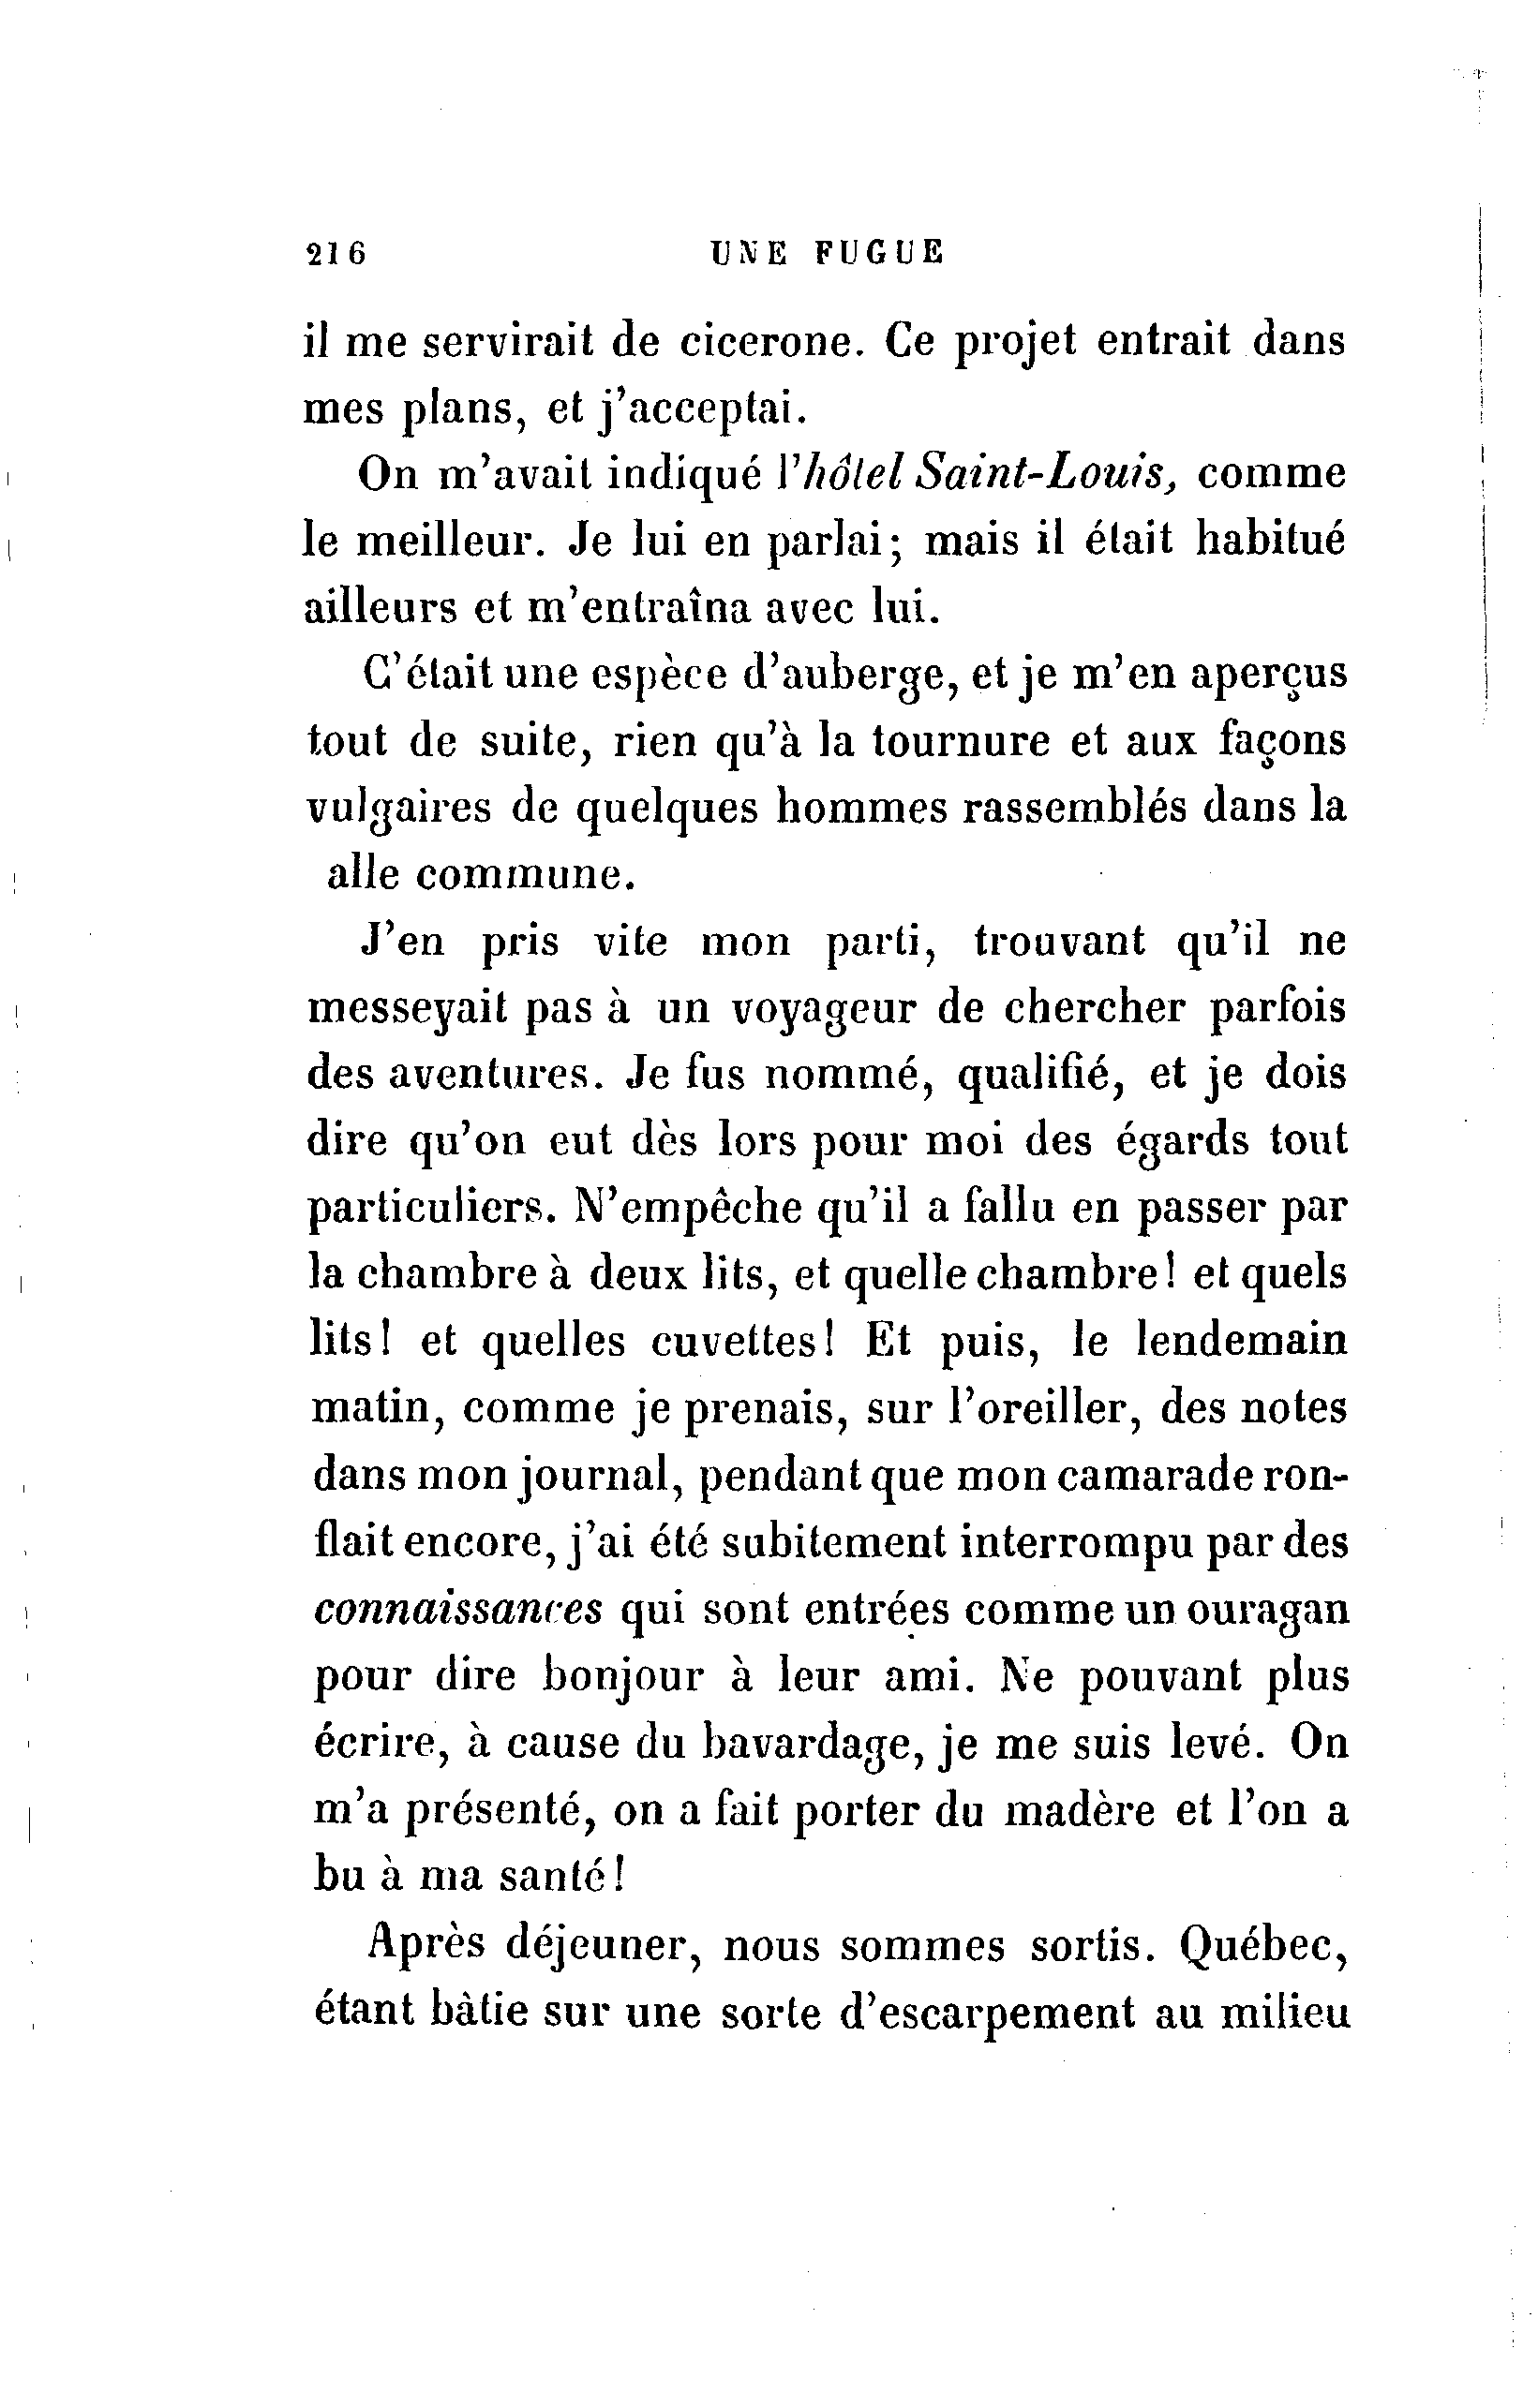 216 UNE FUGUE
il me servirait de cicerone. Ce projet entrait dans
mes plans, et j'acceptai.
On m'avait indiqué l'hôtel Saint-Louis, comme
le meilleur. Je lui en parlai; mais il était habitué
ailleurs et m'entraîna avec lui.
C'était une espèce d'auberge, et je m'en aperçus
tout de suite, rien qu'à la tournure et aux façons
vulgaires de quelques hommes rassemblés dans la
alle commune.
J'en pris vite mon parti, trouvant qu'il ne
messeyait pas à un voyageur de chercher parfois
des aventures. Je fus nommé, qualifié, et je dois
dire qu'on eut dès lors pour moi des égards tout
particuliers. N'empêche qu'il a fallu en passer par
la chambre à deux lits, et quelle chambre! et quels
lits! et quelles cuvettes! Et puis, le lendemain
matin, comme je prenais, sur l'oreiller, des notes
dans mon journal, pendant que mon camarade ron-
flait encore, j'ai été subitement interrompu par des
connaissances qui sont entrées comme un ouragan
pour dire bonjour à leur ami. Ne pouvant plus
écrire, à cause du bavardage, je me suis levé. On
m'a présenté, on a fait porter du madère et l'on a
bu à ma santé!
Après déjeuner, nous sommes sortis. Québec,
étant bâtie sur une sorte d'escarpement au milieu